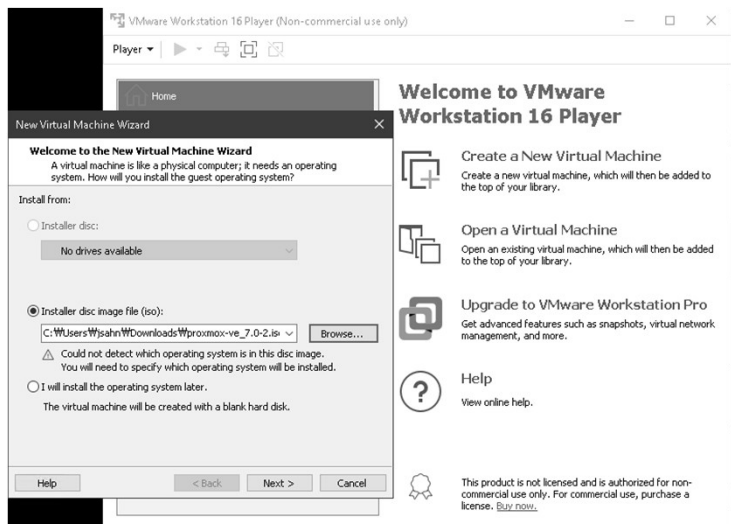 VMware Workstation 16 Player (Non-commercial use only)
Player
Home
Welcome to VMware
Workstation 16 Player
Create a New Virtual Machine
Create a new virtual machine, which will then be added to
the top of your library.
Open a Virtual Machine
Open an existing virtual machine, which will then be added
to the top of your library.
Upgrade to VMware Workstation Pro
Get advanced features such as snapshots, virtual network
management, and more.
Help
View online help.
This product is not licensed and is authorized for non-
commercial use only. For commercial use, purchase a
license. Buy now.
New Virtual Machine Wizard
Welcome to the New Virtual Machine Wizard
A virtual machine is like a physical computer; it needs an operating
system. How will you install the guest operating system?
Install from:
Installer disc:
No drives available
Installer disc image file (iso):
C:₩Users₩jsahn₩Downloads₩proxmox-ve_7.0-2.is
Browse...
Could not detect which operating system is in this disc image.
You will need to specify which operating system will be installed.
I will install the operating system later.
The virtual machine will be created with a blank hard disk.
Help
< Back
Next >
Cancel